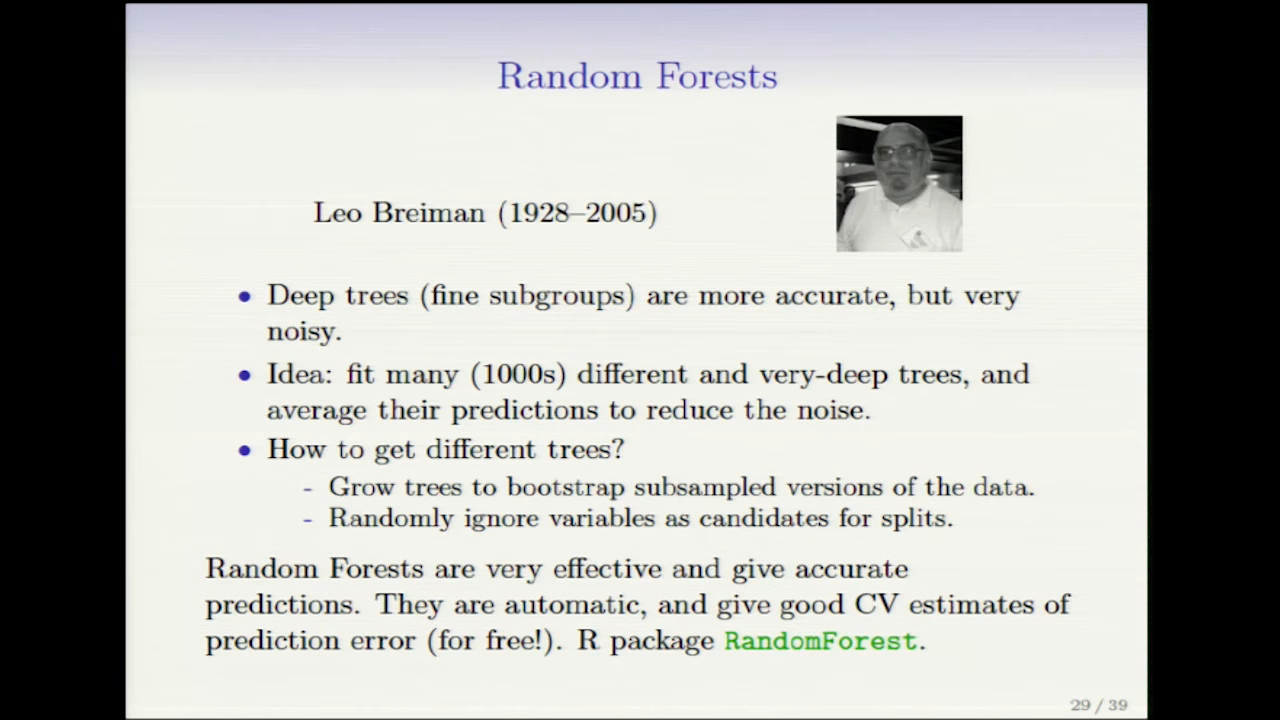 Random Forests
Leo Breiman (1928–2005)
• Deep trees (fine subgroups) are more accurate, but very
noisy.
• Idea: fit many (1000s) different and very-deep trees, and
average their predictions to reduce the noise.
• How to get different trees?
- Grow trees to bootstrap subsampled versions of the data.
- Randomly ignore variables as candidates for splits.
Random Forests are very effective and give accurate
predictions. They are automatic, and give good CV estimates of
prediction error (for free!). R package RandomForest.
29 / 39